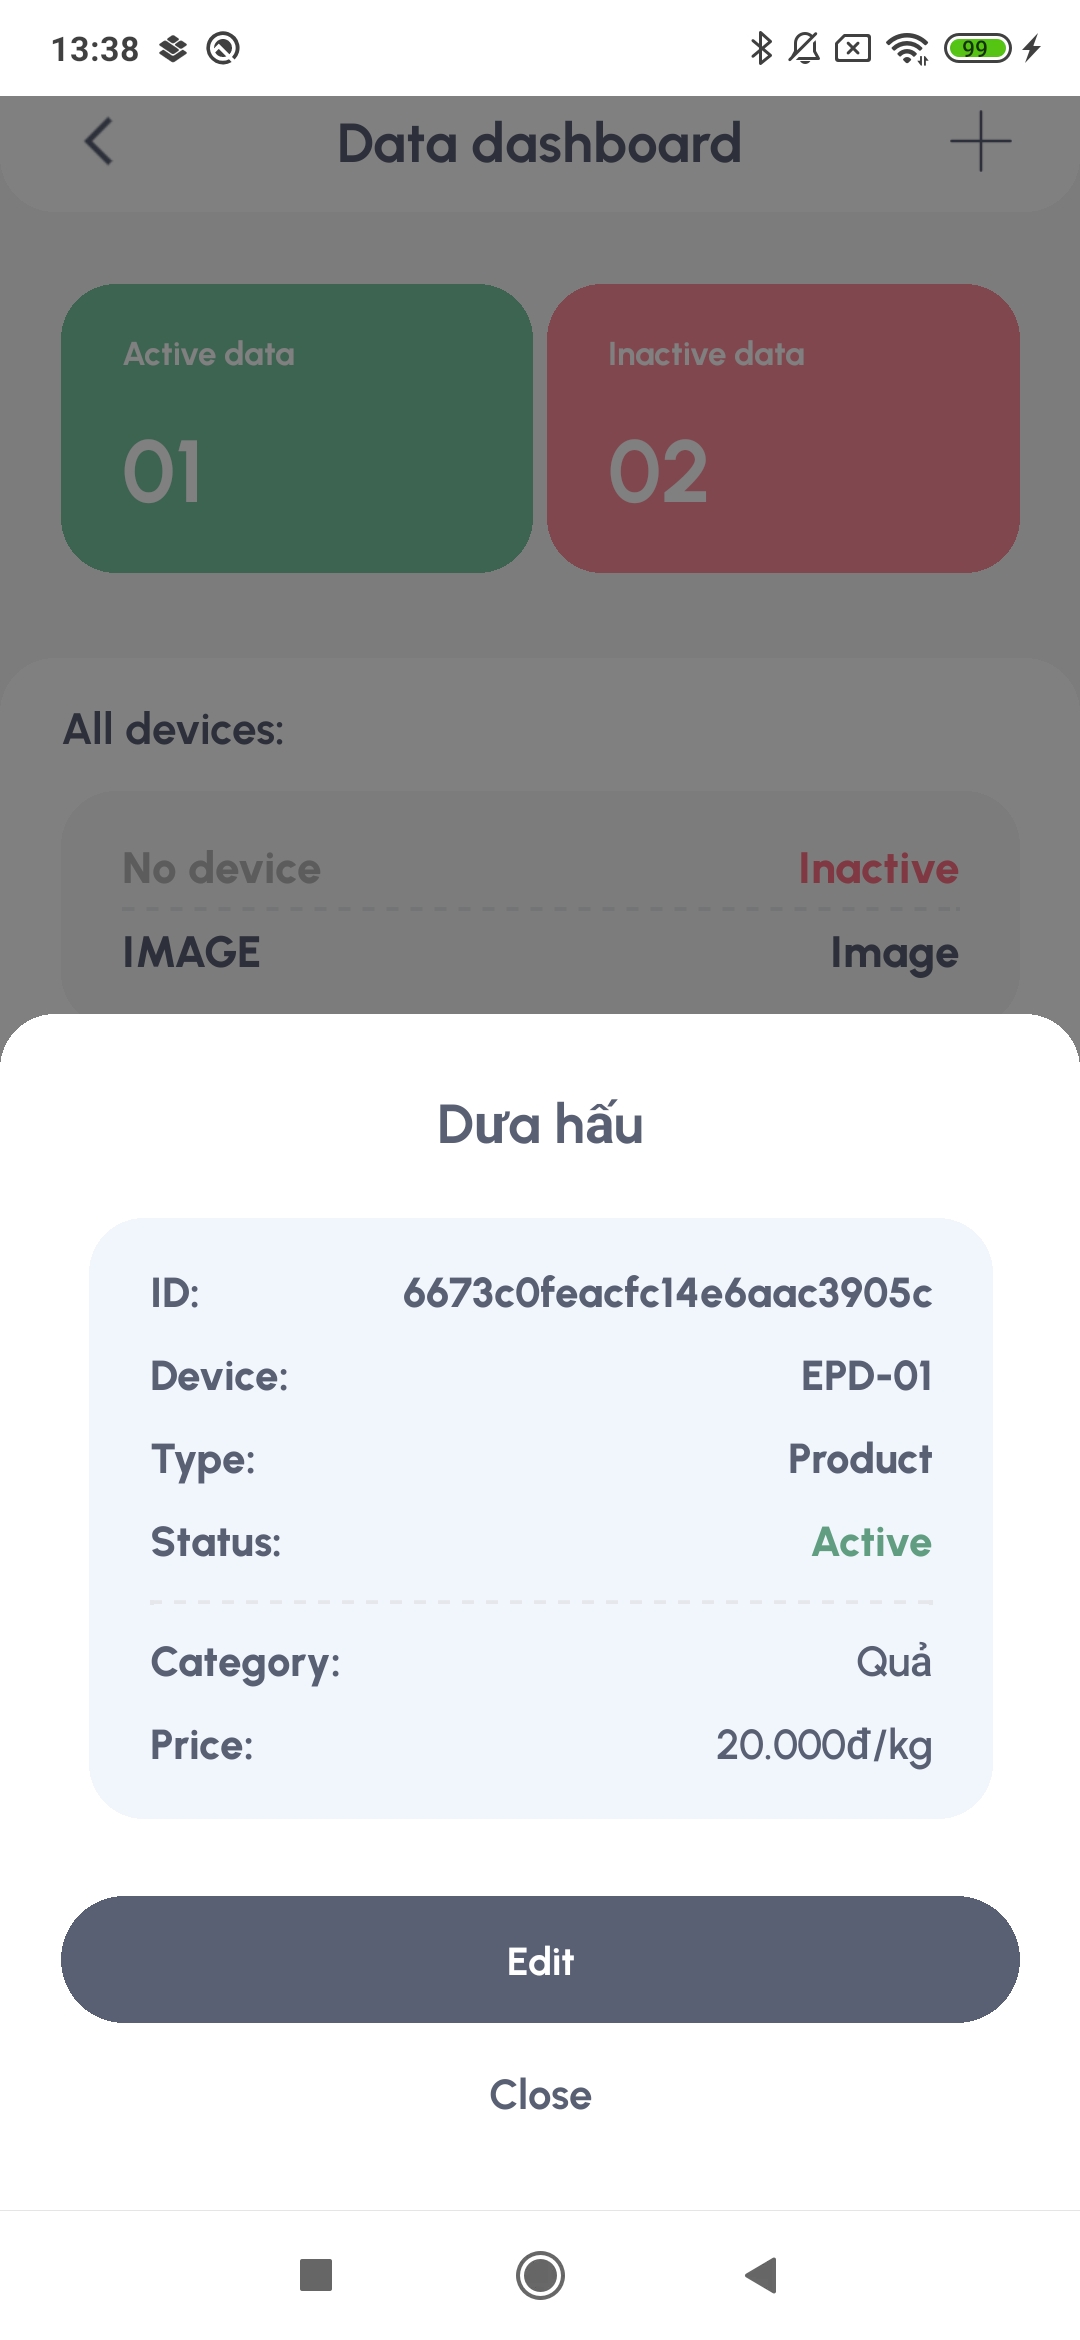 13:38
99
Data dashboard
Active data
Inactive data
01
02
All devices:
No device
Inactive
IMAGE
Image
Dưa hấu
ID:
6673c0feacfc14e6aac3905c
Device:
EPD-01
Type:
Product
Status:
Active
Category:
Quả
Price:
20.000đ/kg
Edit
Close